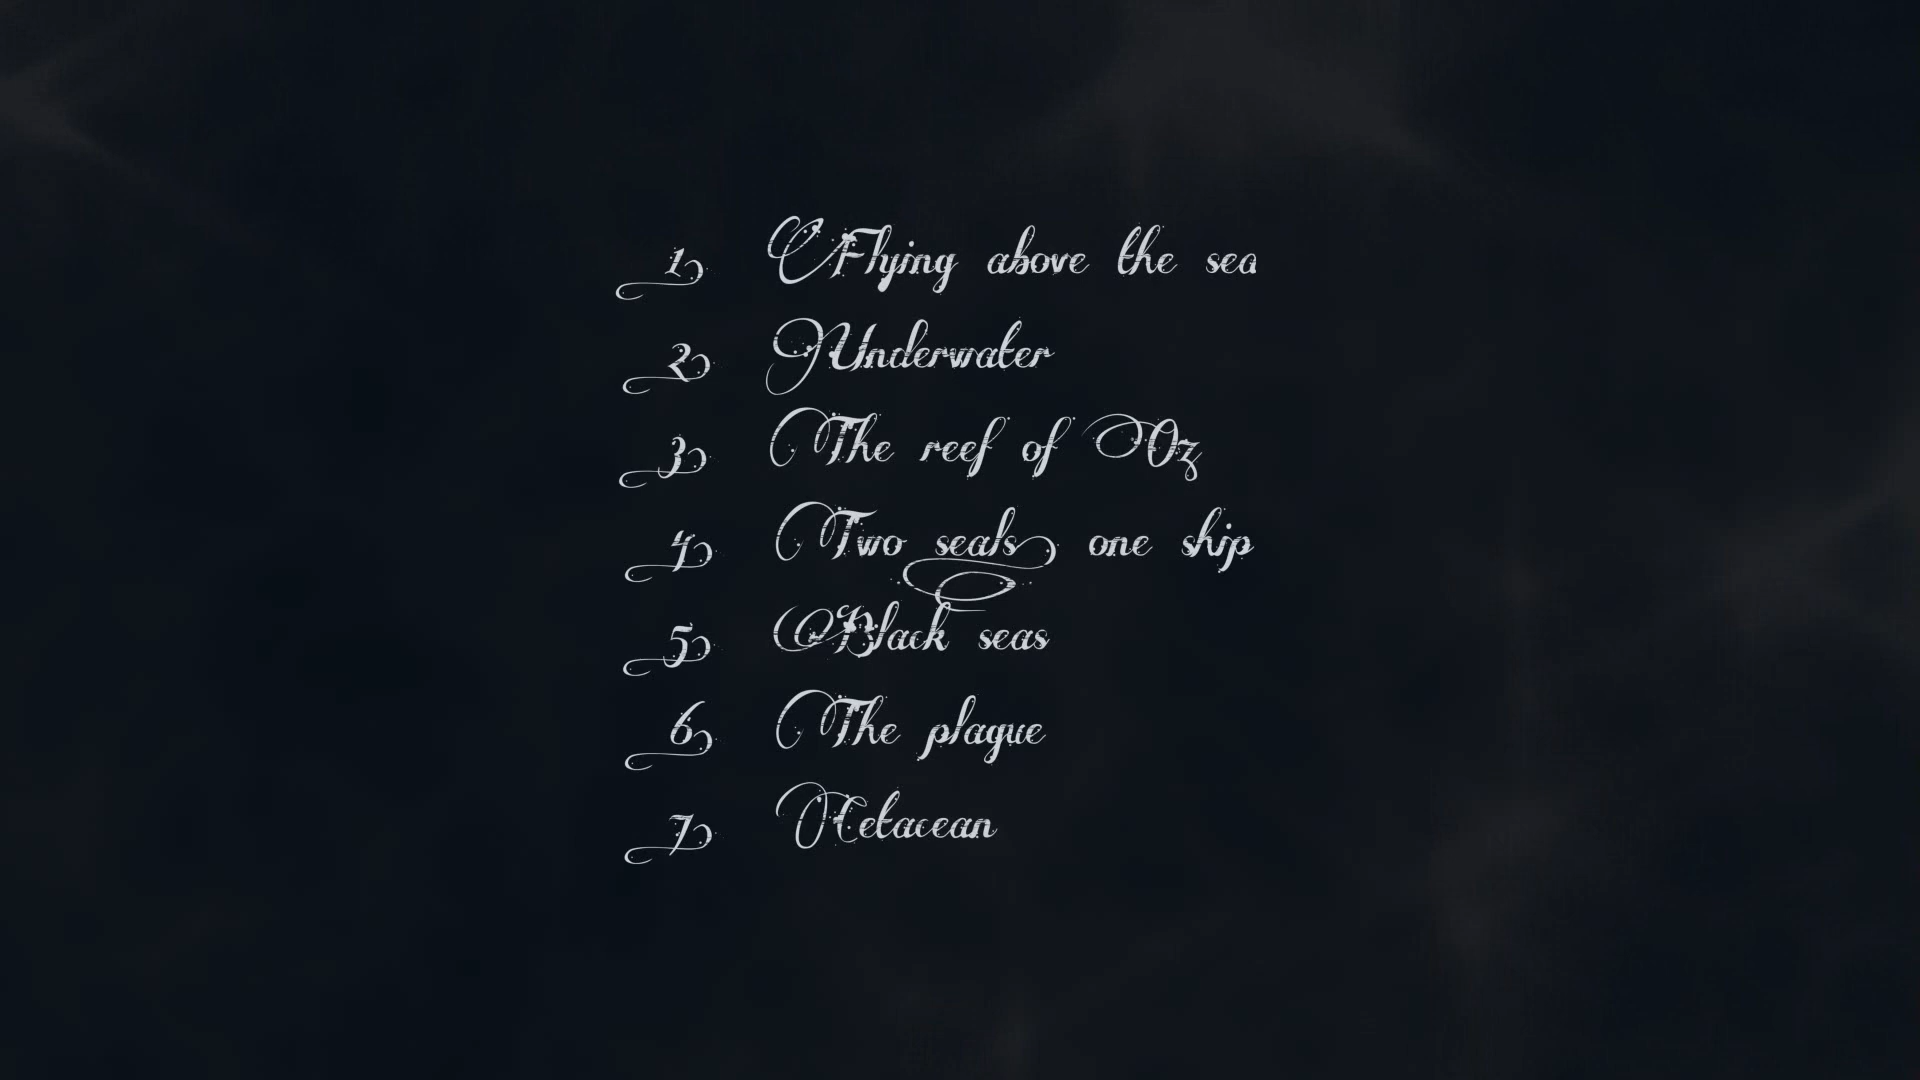 1 Flying above the sea
2 Underwater
3 The reef of Oz
4 Two seals one ship
5 Black seas
6 The plague
7 Cetacean